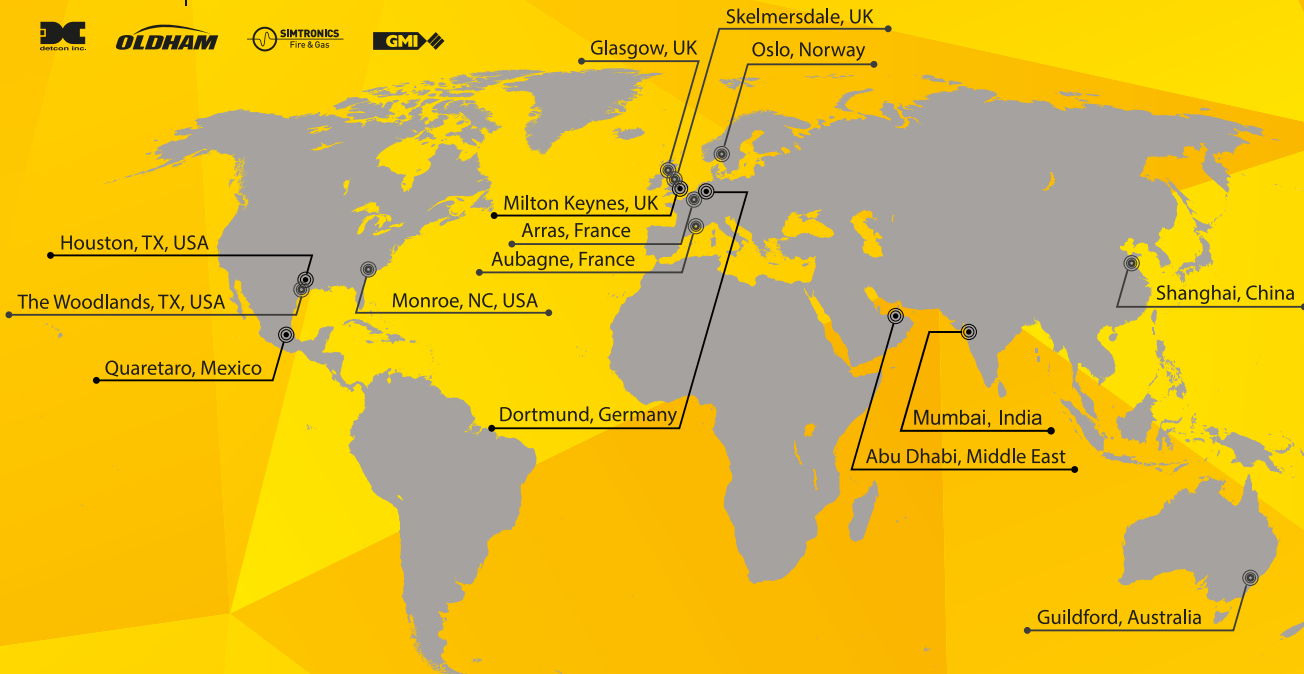 detcon inc.
OLDHAM
SIMTRONICS
Fire & Gas
GMI
Skelmersdale, UK
Glasgow, UK
Oslo, Norway
Milton Keynes, UK
Arras, France
Aubagne, France
Houston, TX, USA
The Woodlands, TX, USA
Monroe, NC, USA
Quaretaro, Mexico
Shanghai, China
Dortmund, Germany
Mumbai, India
Abu Dhabi, Middle East
Guildford, Australia